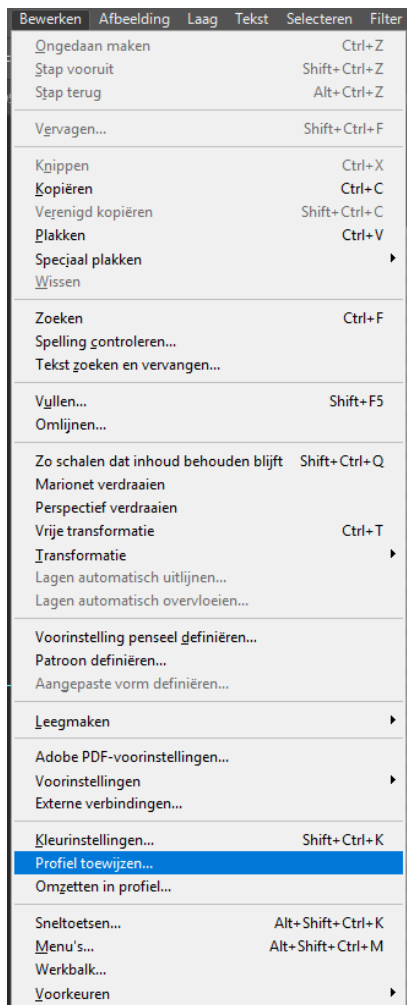 Bewerken Afbeelding Laag Tekst Selecteren Filter
Ongedaan maken Ctrl+Z
Stap vooruit Shift+Ctrl+Z
Stap terug Alt+Ctrl+Z
Vervagen... Shift+Ctrl+F
Knippen Ctrl+X
Kopiëren Ctrl+C
Verenigd kopiëren Shift+Ctrl+C
Plakken Ctrl+V
Speciaal plakken
Wissen
Zoeken Ctrl+F
Spelling controleren...
Tekst zoeken en vervangen...
Vullen... Shift+F5
Omlijnen...
Zo schalen dat inhoud behouden blijft Shift+Ctrl+Q
Marionet verdraaien
Perspectief verdraaien
Vrije transformatie Ctrl+T
Transformatie
Lagen automatisch uitlijnen...
Lagen automatisch overvloeien...
Voorinstelling penseel definiëren...
Patroon definiëren...
Aangepaste vorm definiëren...
Leegmaken
Adobe PDF-voorinstellingen...
Voorinstellingen
Externe verbindingen...
Kleurinstellingen... Shift+Ctrl+K
Profiel toewijzen...
Omzetten in profiel...
Sneltoetsen... Alt+Shift+Ctrl+K
Menu's... Alt+Shift+Ctrl+M
Werkbalk...
Voorkeuren